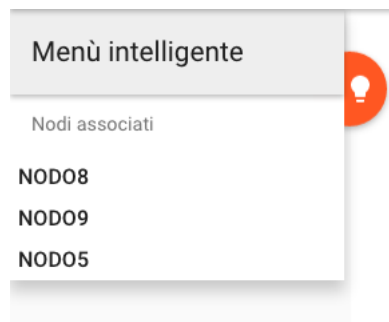 Menù intelligente
Nodi associati
NODO8
NODO9
NODO5